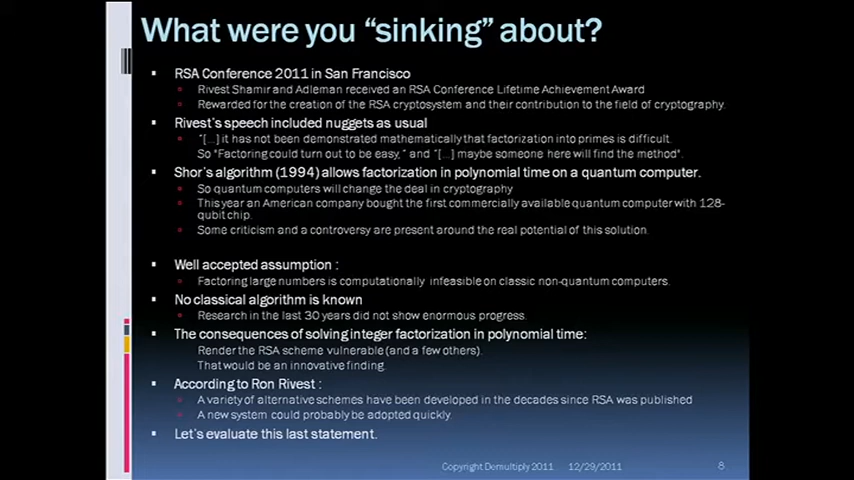 What were you “sinking” about?
RSA Conference 2011 in San Francisco
Rivest Shamir and Adleman received an RSA Conference Lifetime Achievement Award
Rewarded for the creation of the RSA cryptosystem and their contribution to the field of cryptography.
Rivest's speech included nuggets as usual
“[...] it has not been demonstrated mathematically that factorization into primes is difficult.
So "Factoring could turn out to be easy," and “[...] maybe someone here will find the method".
Shor's algorithm (1994) allows factorization in polynomial time on a quantum computer.
So quantum computers will change the deal in cryptography
This year an American company bought the first commercially available quantum computer with 128-
qubit chip.
Some criticism and a controversy are present around the real potential of this solution.
Well accepted assumption :
Factoring large numbers is computationally infeasible on classic non-quantum computers.
No classical algorithm is known
Research in the last 30 years did not show enormous progress.
The consequences of solving integer factorization in polynomial time:
Render the RSA scheme vulnerable (and a few others).
That would be an innovative finding.
According to Ron Rivest :
A variety of alternative schemes have been developed in the decades since RSA was published
A new system could probably be adopted quickly
Let's evaluate this last statement.
Copyright Demultiply 2011 12/29/2011 8